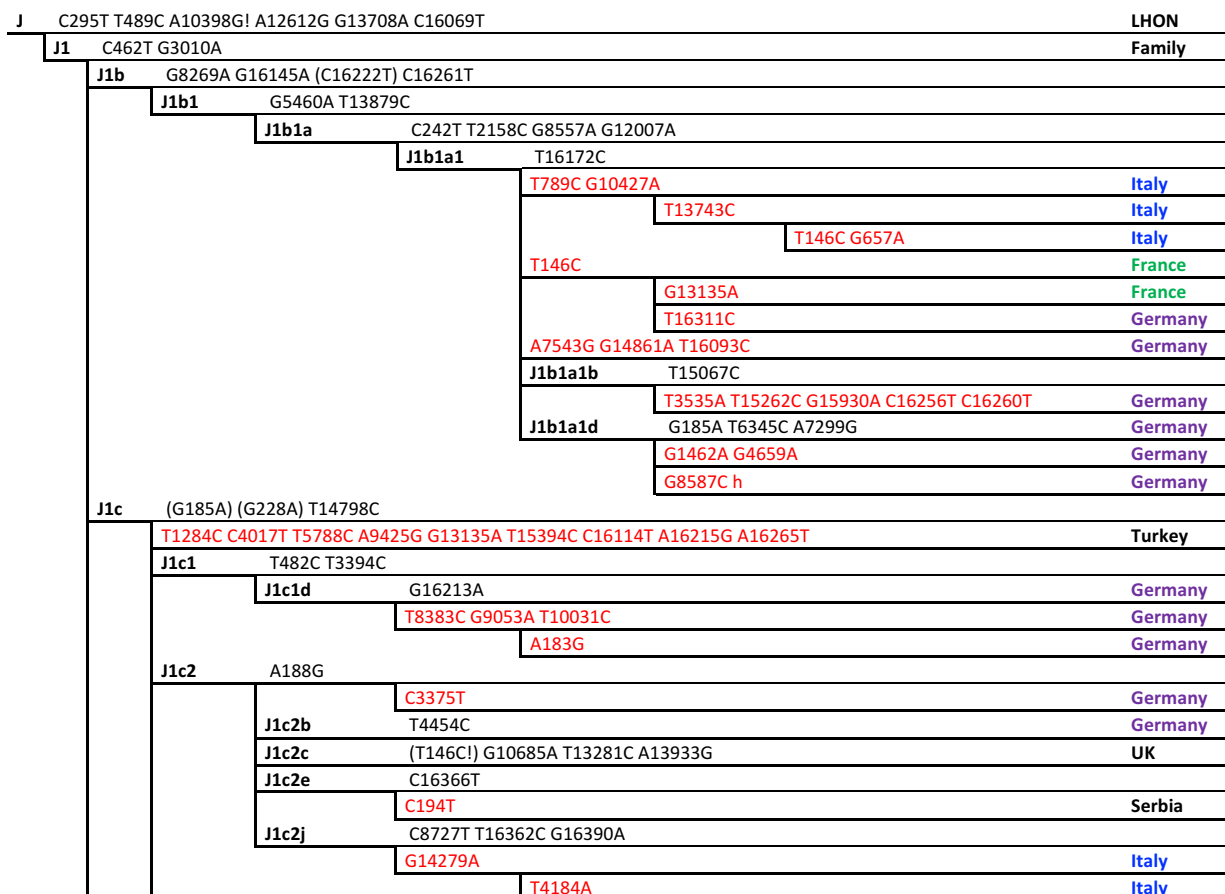 J C295T T489C A10398G! A12612G G13708A C16069T LHON
J1 C462T G3010A Family
J1b G8269A G16145A (C16222T) C16261T
J1b1 G5460A T13879C
J1b1a C242T T2158C G8557A G12007A
J1b1a1 T16172C
T789C G10427A Italy
T13743C Italy
T146C G657A Italy
T146C France
G13135A France
T16311C Germany
A7543G G14861A T16093C Germany
J1b1a1b T15067C
T3535A T15262C G15930A C16256T C16260T Germany
J1b1a1d G185A T6345C A7299G Germany
G1462A G4659A Germany
G8587C h Germany
J1c (G185A) (G228A) T14798C
T1284C C4017T T5788C A9425G G13135A T15394C C16114T A16215G A16265T Turkey
J1c1 T482C T3394C
J1c1d G16213A Germany
T8383C G9053A T10031C Germany
A183G Germany
J1c2 A188G
C3375T Germany
J1c2b T4454C Germany
J1c2c (T146C!) G10685A T13281C A13933G UK
J1c2e C16366T
C194T Serbia
J1c2j C8727T T16362C G16390A
G14279A Italy
T4184A Italy